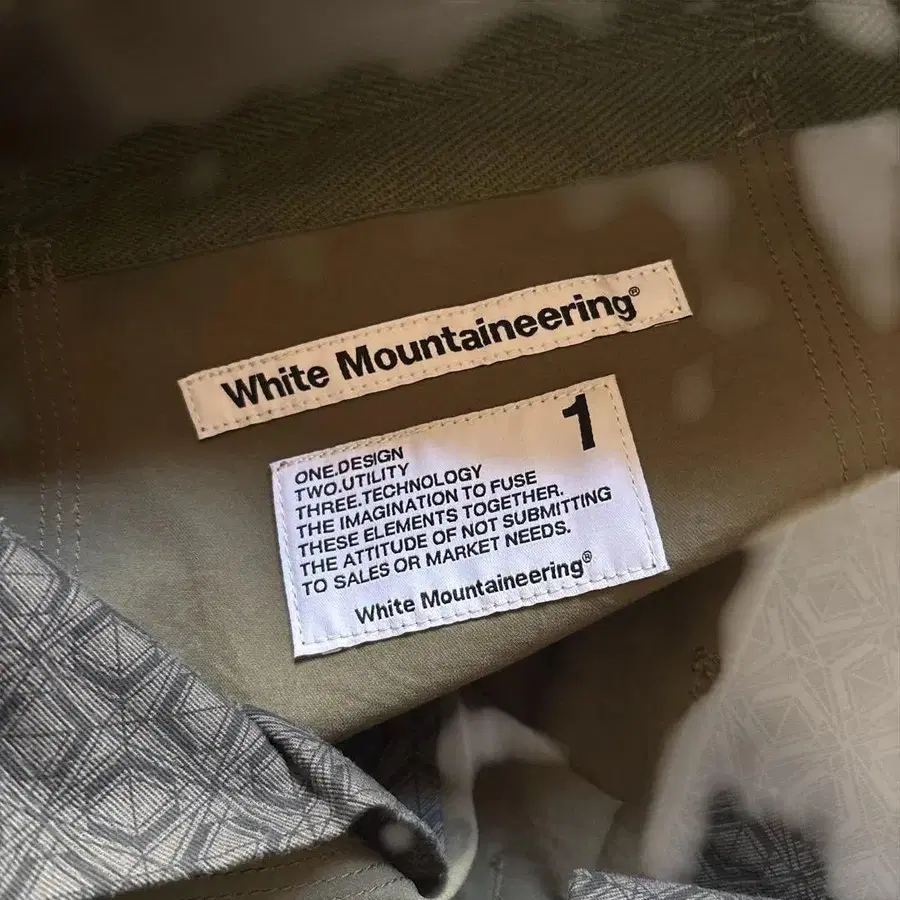 White Mountaineering®
1
ONE.DESIGN
TWO.UTILITY
THREE.TECHNOLOGY
THE IMAGINATION TO FUSE
THESE ELEMENTS TOGETHER.
THE ATTITUDE OF NOT SUBMITTING
TO SALES OR MARKET NEEDS.
White Mountaineering®